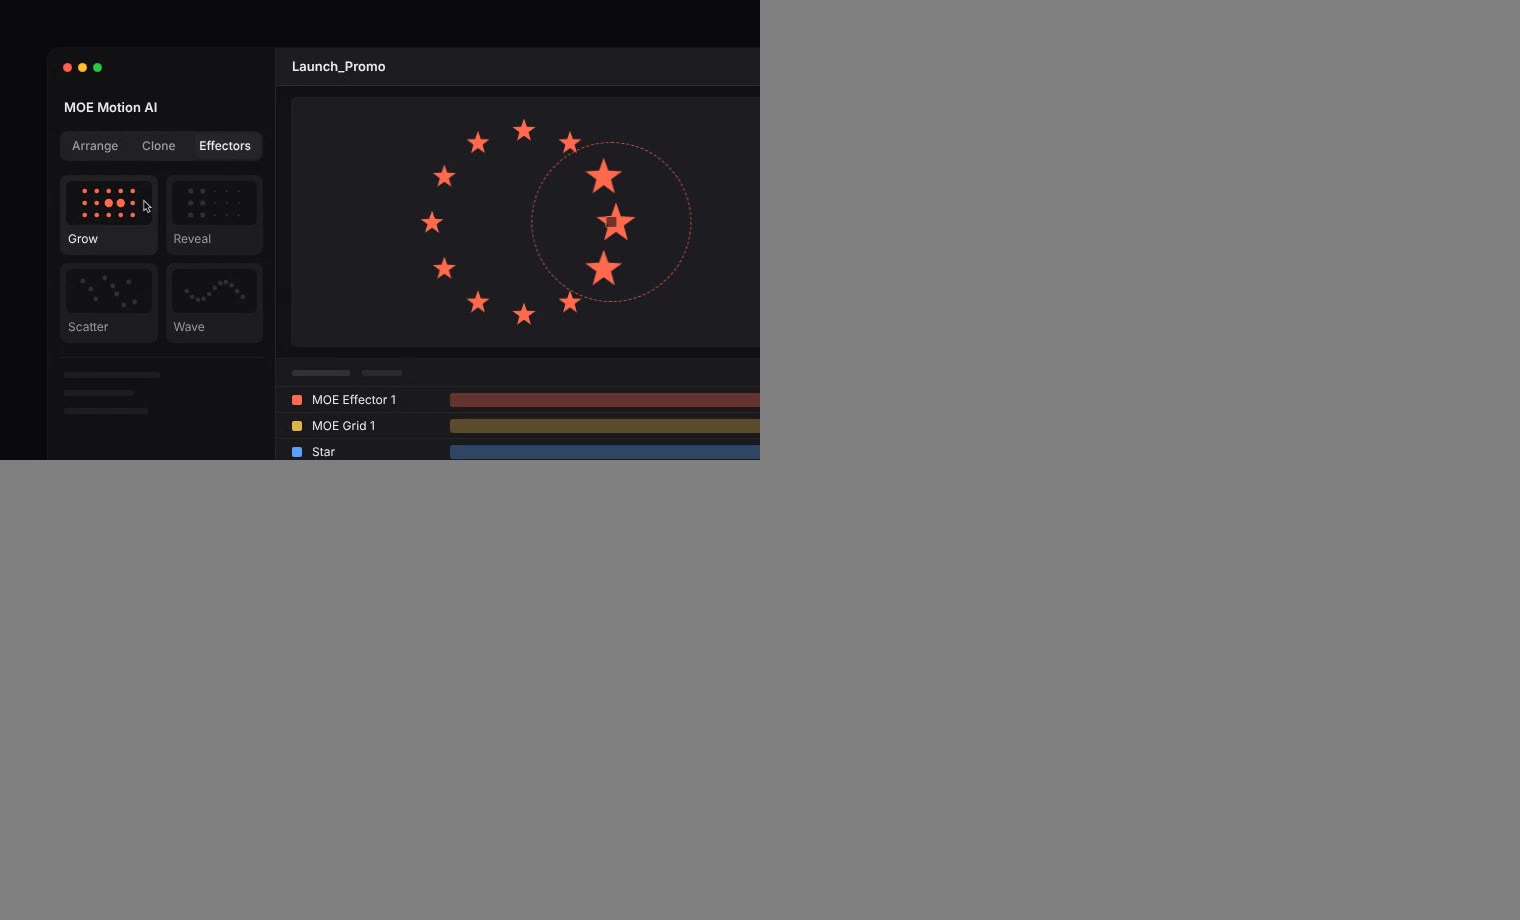 Launch_Promo
MOE Motion AI
Arrange Clone Effectors
Grow Reveal
Scatter Wave
MOE Effector 1
MOE Grid 1
Star